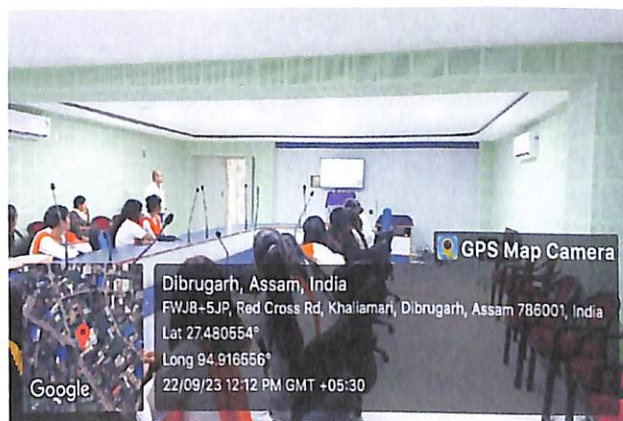 GPS Map Camera
Dibrugarh, Assam, India
FWJ8+5JP, Red Cross Rd, Khaliamari, Dibrugarh, Assam 786001, India
Lat 27.480554°
Long 94.916556°
22/09/23 12:12 PM GMT +05:30
Google